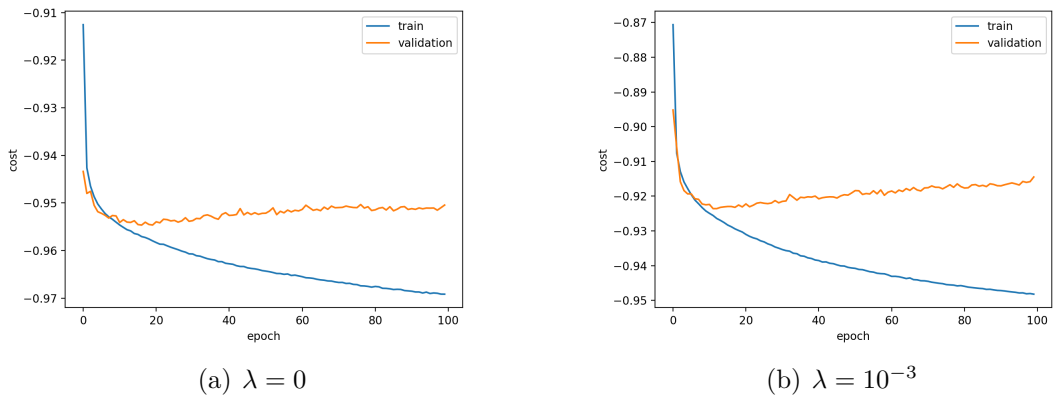 −0.91
−0.92
−0.93
−0.94
−0.95
−0.96
−0.97
cost
0 20 40 60 80 100
epoch
train
validation
(a) λ = 0
−0.87
−0.88
−0.89
−0.90
−0.91
−0.92
−0.93
−0.94
−0.95
cost
0 20 40 60 80 100
epoch
train
validation
(b) λ = 10⁻³